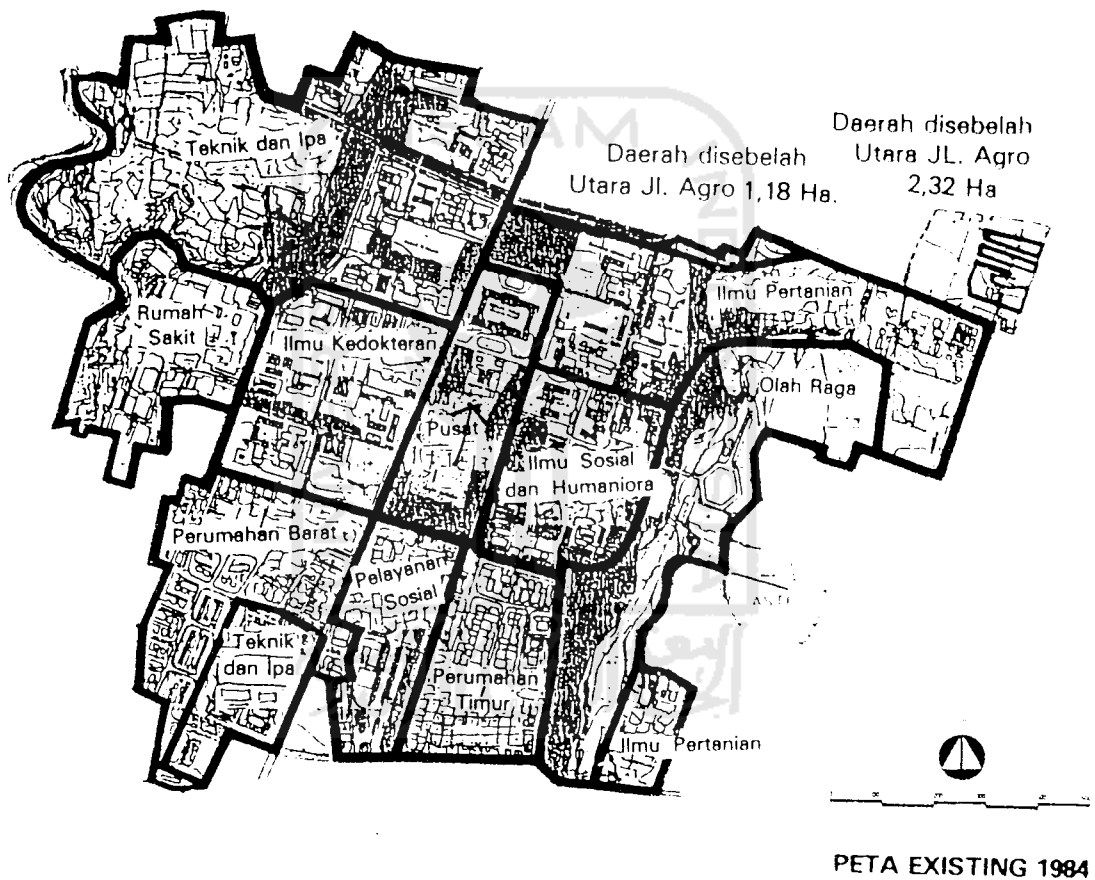 Daerah disebelah
Utara JL. Agro
2,32 Ha
Daerah disebelah
Utara Jl. Agro 1,18 Ha.
Teknik dan Ipa
Ilmu Pertanian
Rumah
Sakit
Ilmu Kedokteran
Olah Raga
Pusat
Ilmu Sosial
dan Humaniora
Perumahan Barat
Pelayanan
Sosial
Teknik
dan Ipa
Perumahan
Timur
Ilmu Pertanian
PETA EXISTING 1984